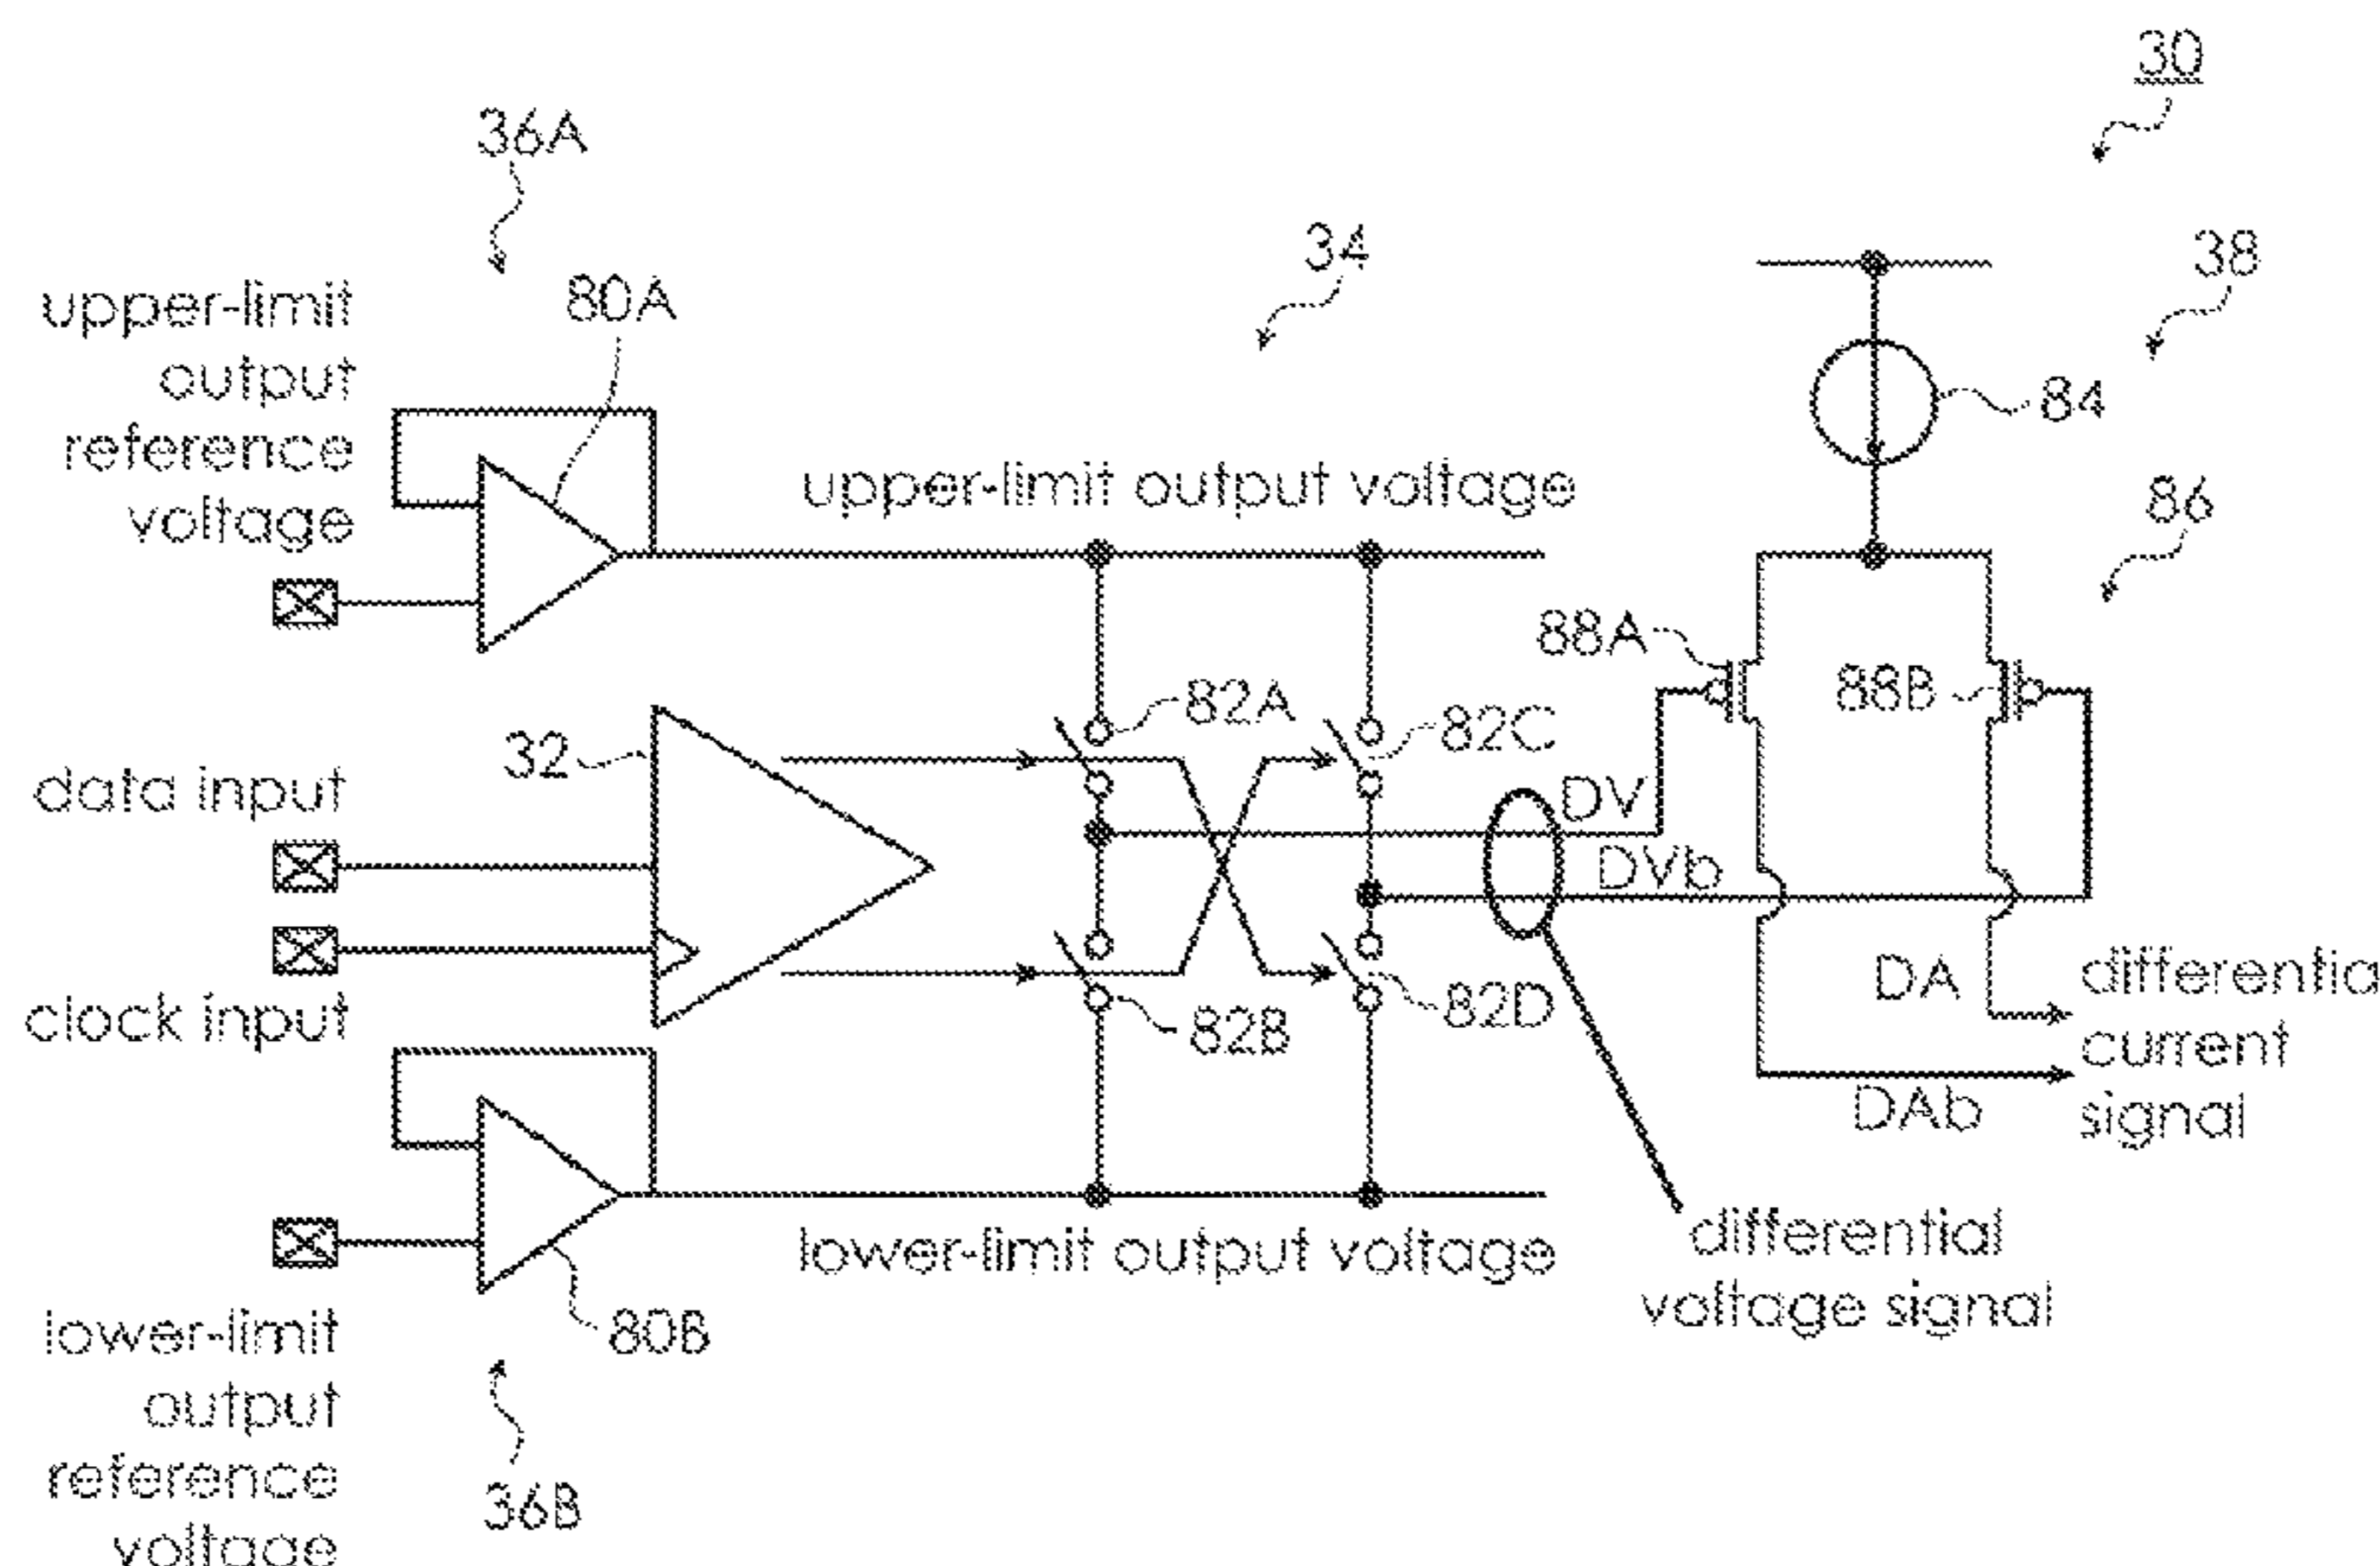 30
36A
34
38
upper-limit
output
reference
voltage
80A
84
upper-limit output voltage
86
88A
88B
82A
82C
32
data input
DV
DVb
clock input
82B
82D
DA
differentia
current
signal
DAb
lower-limit output voltage
differential
voltage signal
80B
lower-limit
output
reference
voltage
36B